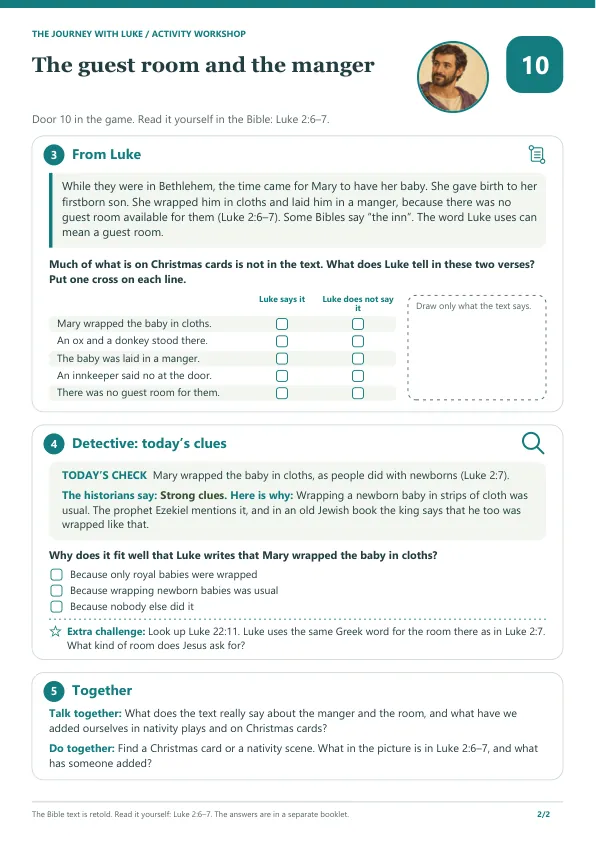 THE JOURNEY WITH LUKE / ACTIVITY WORKSHOP
The guest room and the manger
10
Door 10 in the game. Read it yourself in the Bible: Luke 2:6–7.
3 From Luke
While they were in Bethlehem, the time came for Mary to have her baby. She gave birth to her
firstborn son. She wrapped him in cloths and laid him in a manger, because there was no
guest room available for them (Luke 2:6–7). Some Bibles say “the inn”. The word Luke uses can
mean a guest room.
Much of what is on Christmas cards is not in the text. What does Luke tell in these two verses?
Put one cross on each line.
Luke says it
Luke does not say
it
Draw only what the text says.
Mary wrapped the baby in cloths.
An ox and a donkey stood there.
The baby was laid in a manger.
An innkeeper said no at the door.
There was no guest room for them.
4 Detective: today’s clues
TODAY’S CHECK Mary wrapped the baby in cloths, as people did with newborns (Luke 2:7).
The historians say: Strong clues. Here is why: Wrapping a newborn baby in strips of cloth was
usual. The prophet Ezekiel mentions it, and in an old Jewish book the king says that he too was
wrapped like that.
Why does it fit well that Luke writes that Mary wrapped the baby in cloths?
Because only royal babies were wrapped
Because wrapping newborn babies was usual
Because nobody else did it
Extra challenge: Look up Luke 22:11. Luke uses the same Greek word for the room there as in Luke 2:7.
What kind of room does Jesus ask for?
5 Together
Talk together: What does the text really say about the manger and the room, and what have we
added ourselves in nativity plays and on Christmas cards?
Do together: Find a Christmas card or a nativity scene. What in the picture is in Luke 2:6–7, and what
has someone added?
The Bible text is retold. Read it yourself: Luke 2:6–7. The answers are in a separate booklet.
2/2